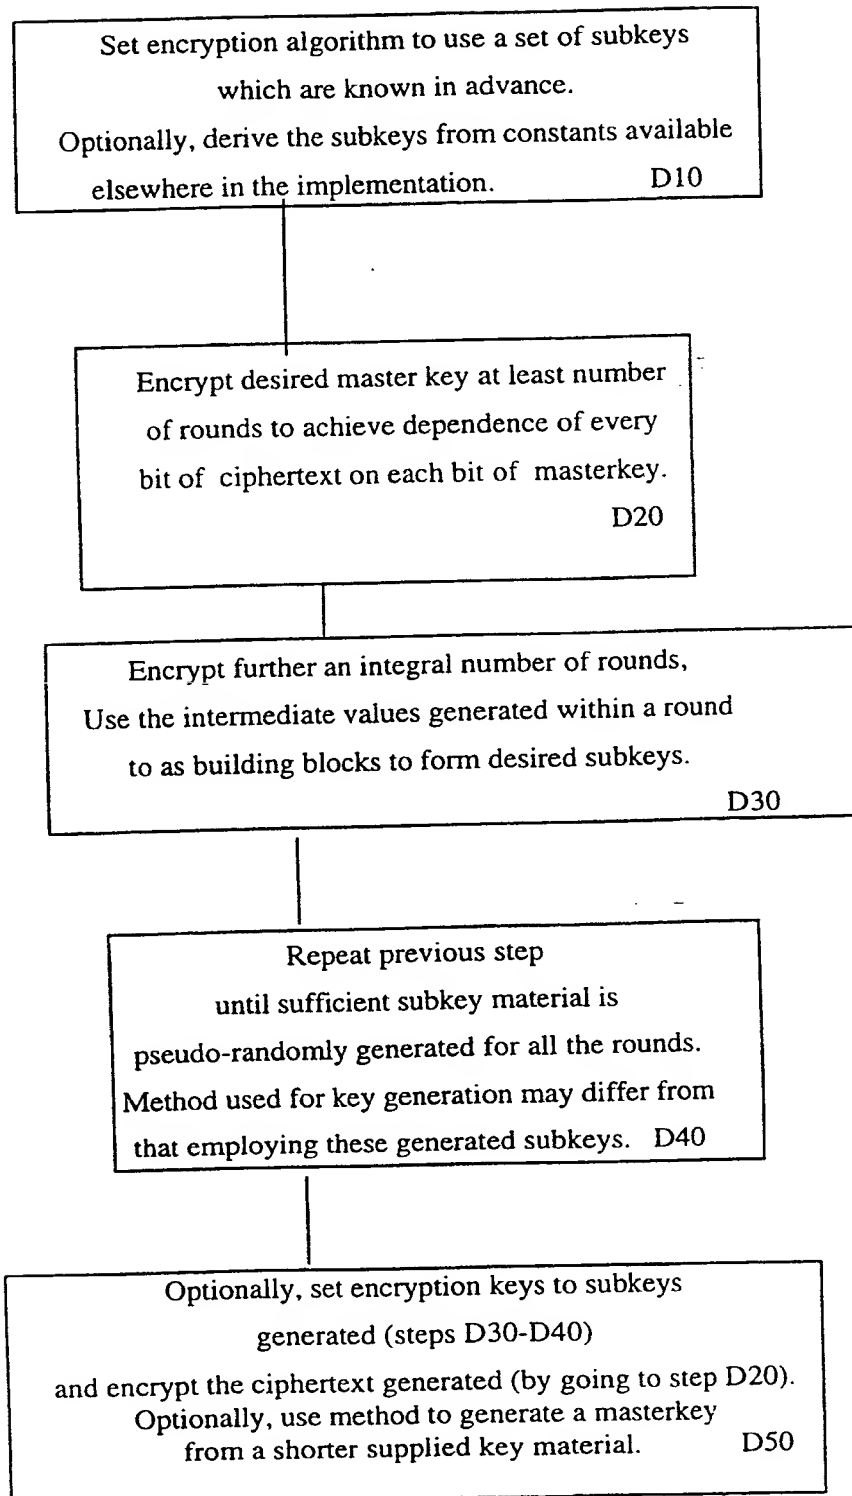 Set encryption algorithm to use a set of subkeys
which are known in advance.
Optionally, derive the subkeys from constants available
elsewhere in the implementation. D10
Encrypt desired master key at least number
of rounds to achieve dependence of every
bit of ciphertext on each bit of masterkey.
D20
Encrypt further an integral number of rounds,
Use the intermediate values generated within a round
to as building blocks to form desired subkeys.
D30
Repeat previous step
until sufficient subkey material is
pseudo-randomly generated for all the rounds.
Method used for key generation may differ from
that employing these generated subkeys. D40
Optionally, set encryption keys to subkeys
generated (steps D30-D40)
and encrypt the ciphertext generated (by going to step D20).
Optionally, use method to generate a masterkey
from a shorter supplied key material. D50